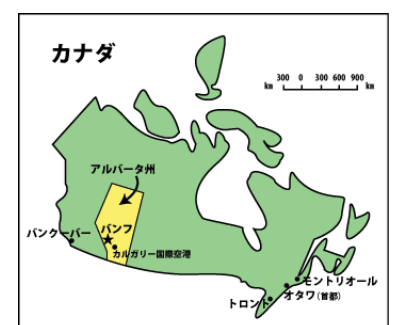 カナダ
300 0 300 600 900
km km
アルバータ州
バンクーバー
バンフ
カルガリー国際空港
モントリオール
オタワ(首都)
トロント